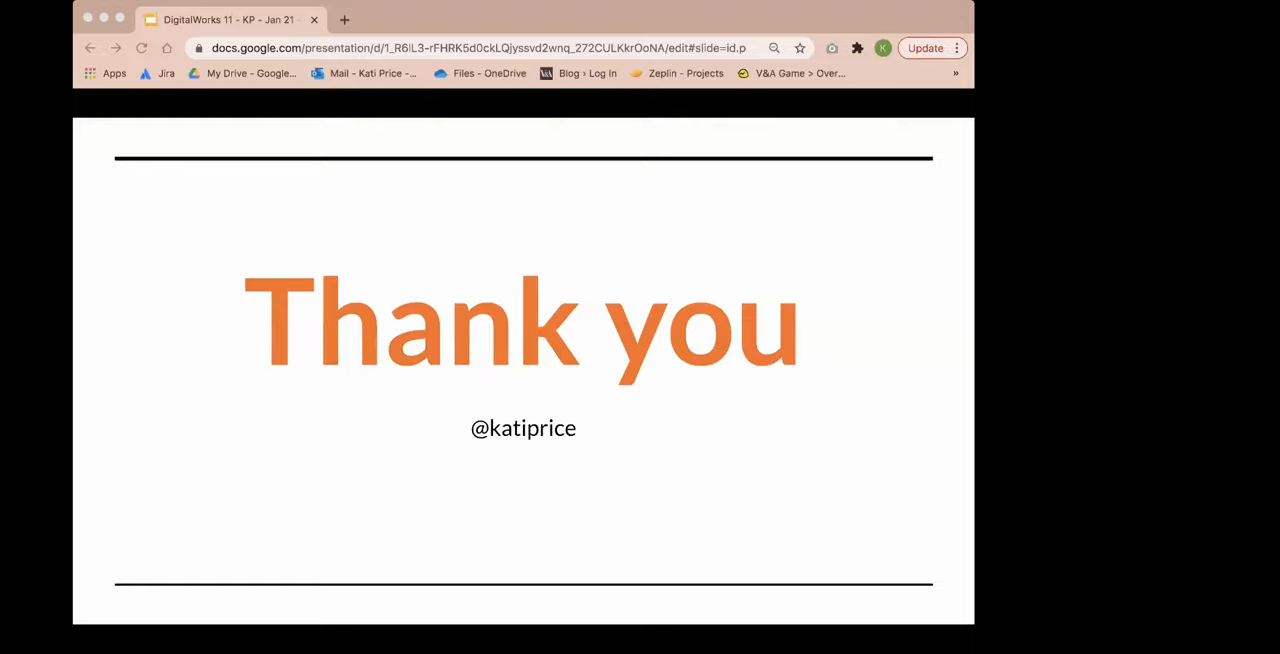 DigitalWorks 11 - KP - Jan 21 -
docs.google.com/presentation/d/1_R6lL3-rFHRK5d0ckLQjyssvd2wnq_272CULKkrOoNA/edit#slide=id.p
K
Update
Apps
Jira
My Drive - Google...
Mail - Kati Price -...
Files - OneDrive
V&A
Blog › Log In
Zeplin - Projects
V&A Game > Over...
»
Thank you
@katiprice